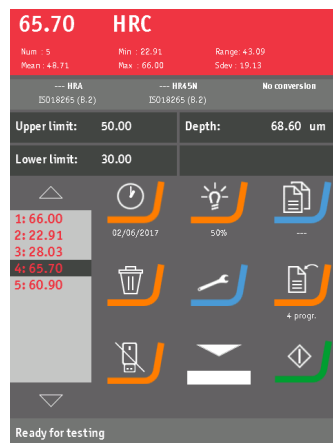 65.70 HRC
Num : 5 Min : 22.91 Range: 43.09
Mean : 48.71 Max : 66.00 Sdev : 19.13
--- HRA --- HR45N No conversion
ISO18265 (B.2) ISO18265 (B.2)
Upper limit: 50.00 Depth: 68.60 um
Lower limit: 30.00
1: 66.00
2: 22.91
3: 28.03
4: 65.70
5: 60.90
02/06/2017 50% ---
4 progr.
Ready for testing